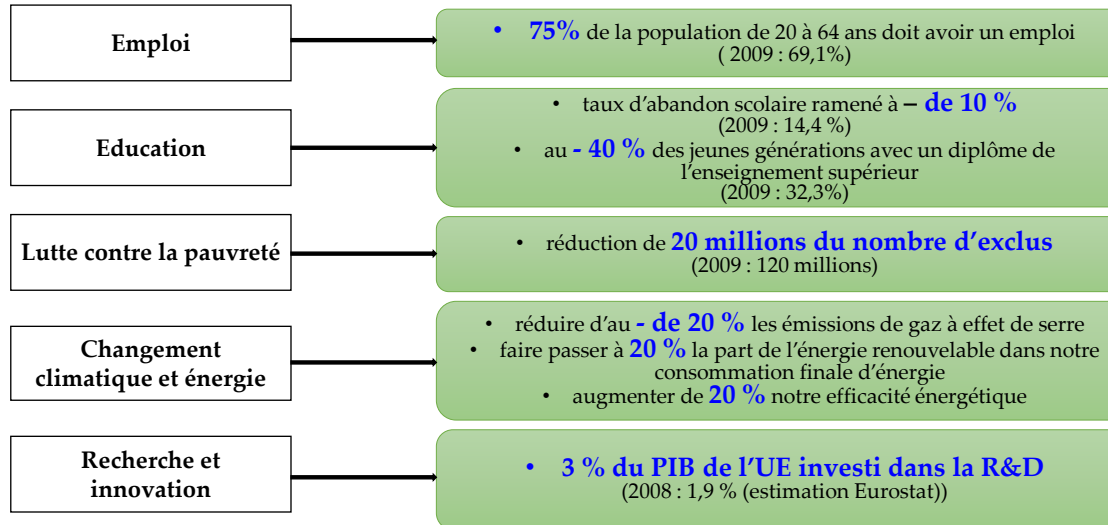 Emploi
• 75% de la population de 20 à 64 ans doit avoir un emploi
( 2009 : 69,1%)
Education
• taux d'abandon scolaire ramené à – de 10 %
(2009 : 14,4 %)
• au - 40 % des jeunes générations avec un diplôme de
l'enseignement supérieur
(2009 : 32,3%)
Lutte contre la pauvreté
• réduction de 20 millions du nombre d'exclus
(2009 : 120 millions)
Changement
climatique et énergie
• réduire d'au - de 20 % les émissions de gaz à effet de serre
• faire passer à 20 % la part de l'énergie renouvelable dans notre
consommation finale d'énergie
• augmenter de 20 % notre efficacité énergétique
Recherche et
innovation
• 3 % du PIB de l'UE investi dans la R&D
(2008 : 1,9 % (estimation Eurostat))